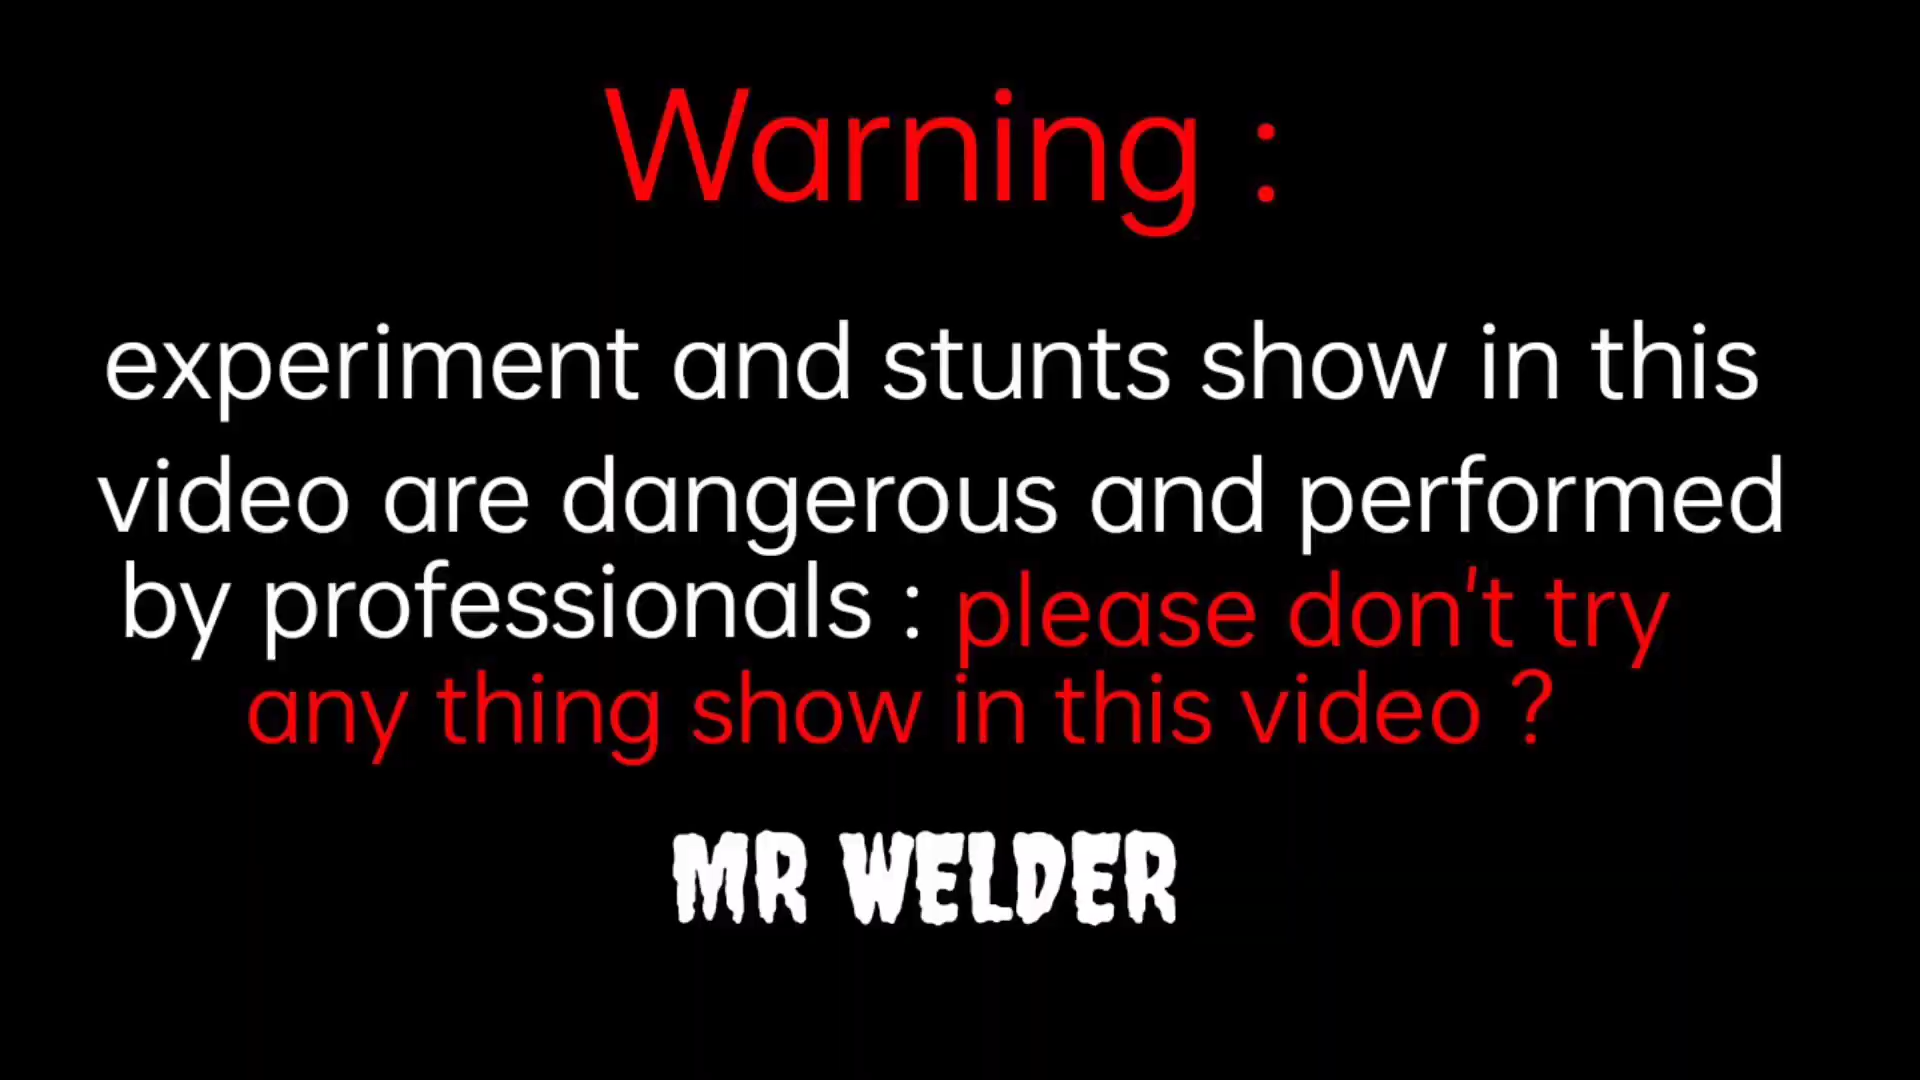 Warning :
experiment and stunts show in this
video are dangerous and performed
by professionals : please don't try
any thing show in this video ?
MR WELDER